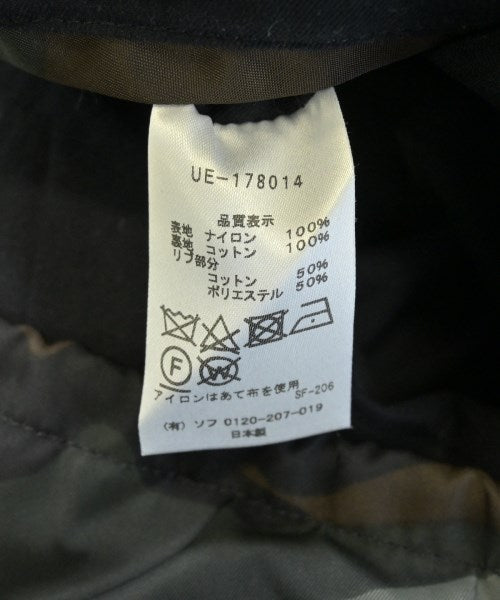 UE-178014
品質表示
表地 ナイロン 100%
裏地 コットン 100%
リブ部分
コットン 50%
ポリエステル 50%
F W
アイロンはあて布を使用 SF-206
(有) ソフ 0120-207-019
日本製